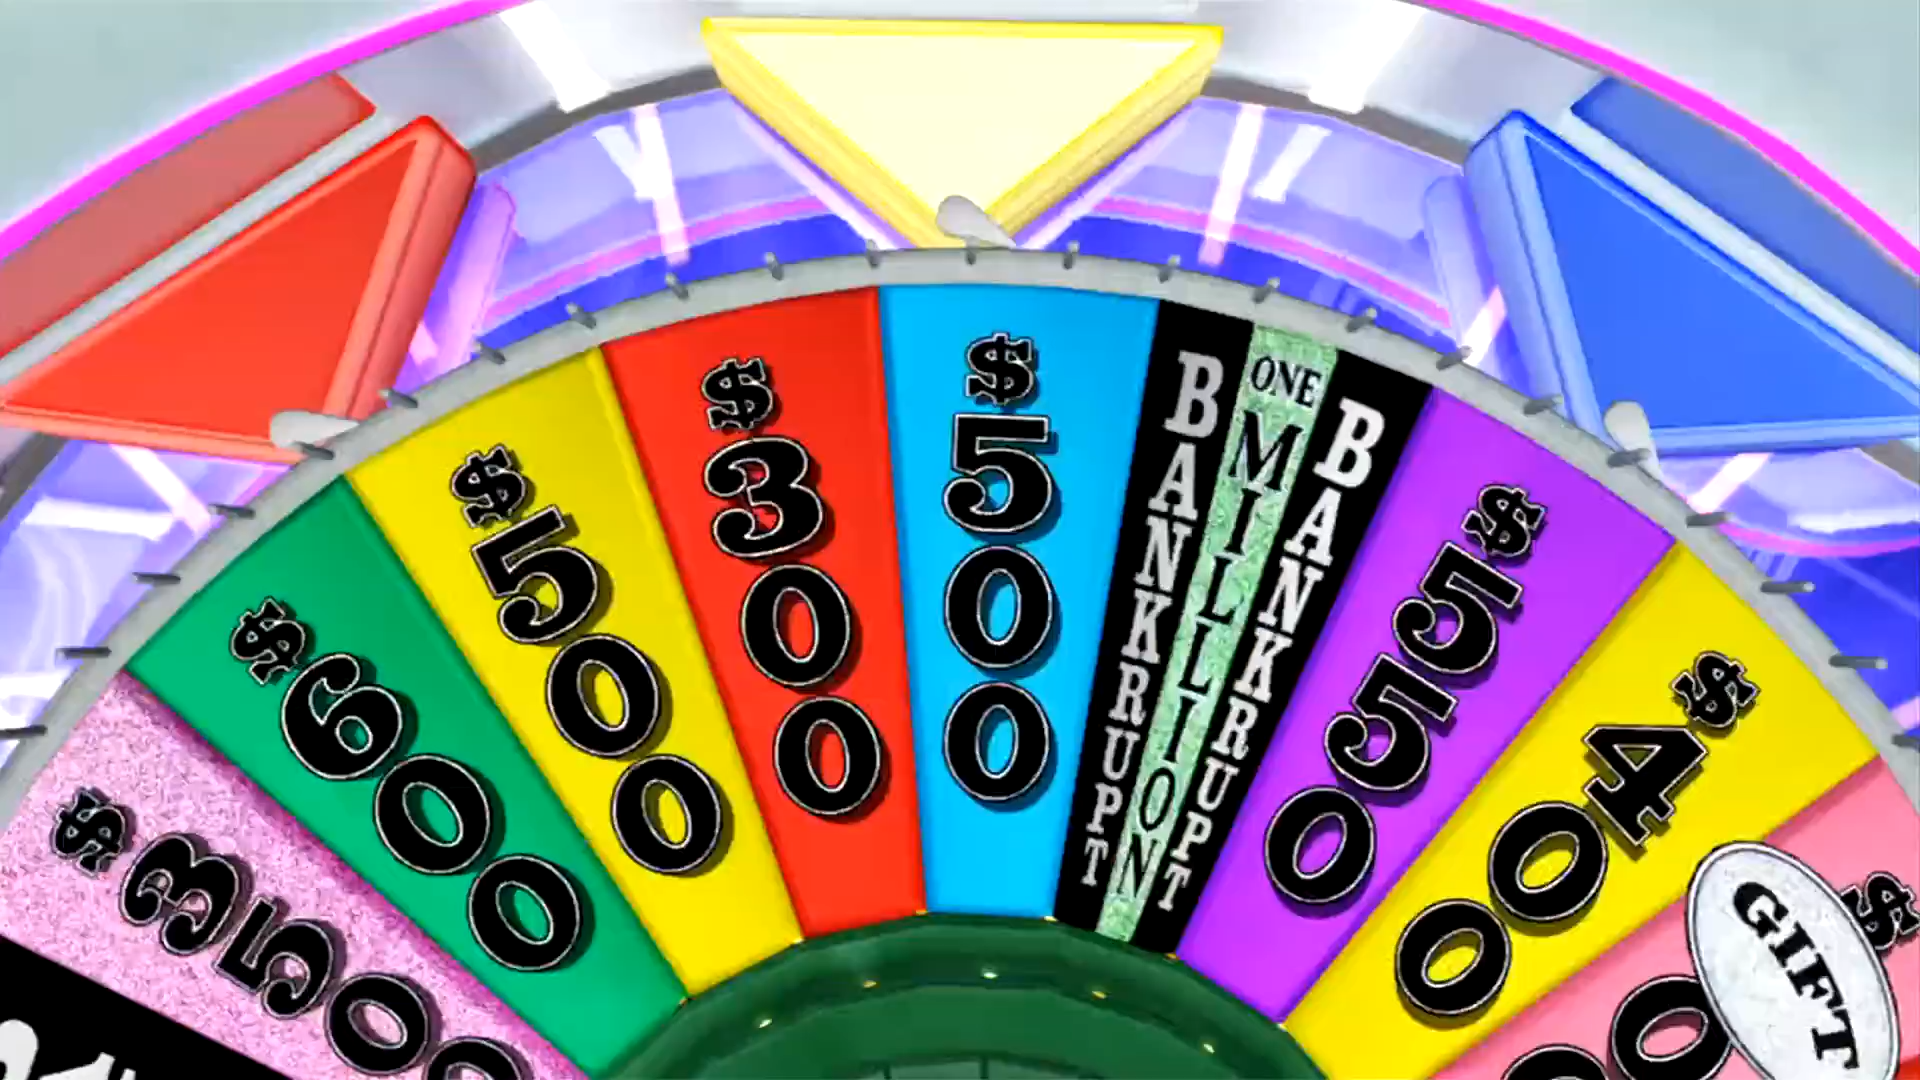 $3500
$600
$500
$300
$500
BANKRUPT
ONE MILLION
BANKRUPT
$550
$400
GIFT
$